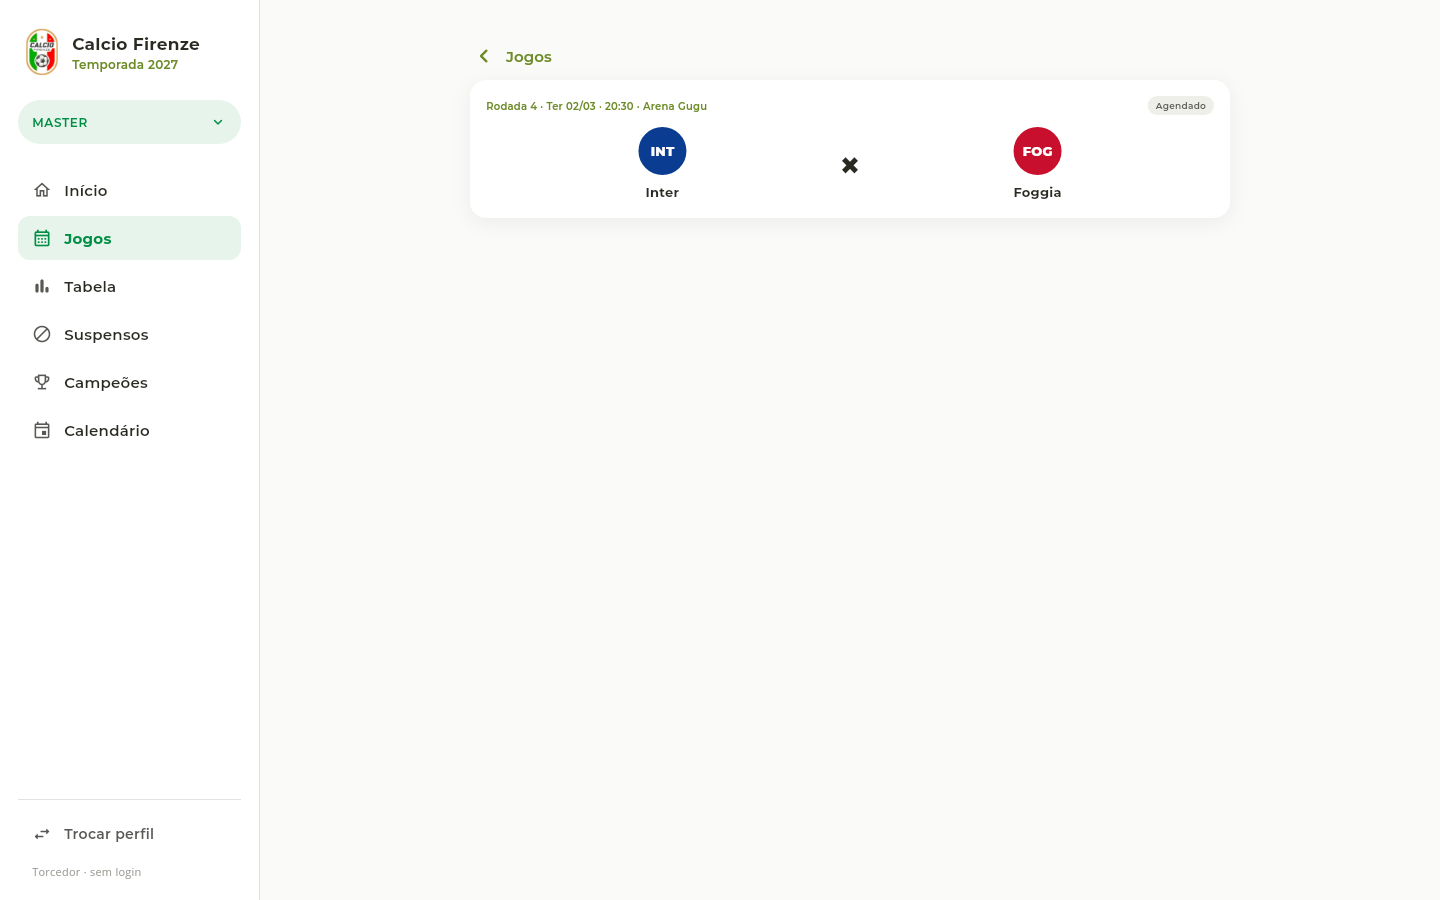 CALCIO
Calcio Firenze
Temporada 2027
MASTER
Início
Jogos
Tabela
Suspensos
Campeões
Calendário
Trocar perfil
Torcedor · sem login
Jogos
Rodada 4 · Ter 02/03 · 20:30 · Arena Gugu
Agendado
INT
FOG
Inter
Foggia